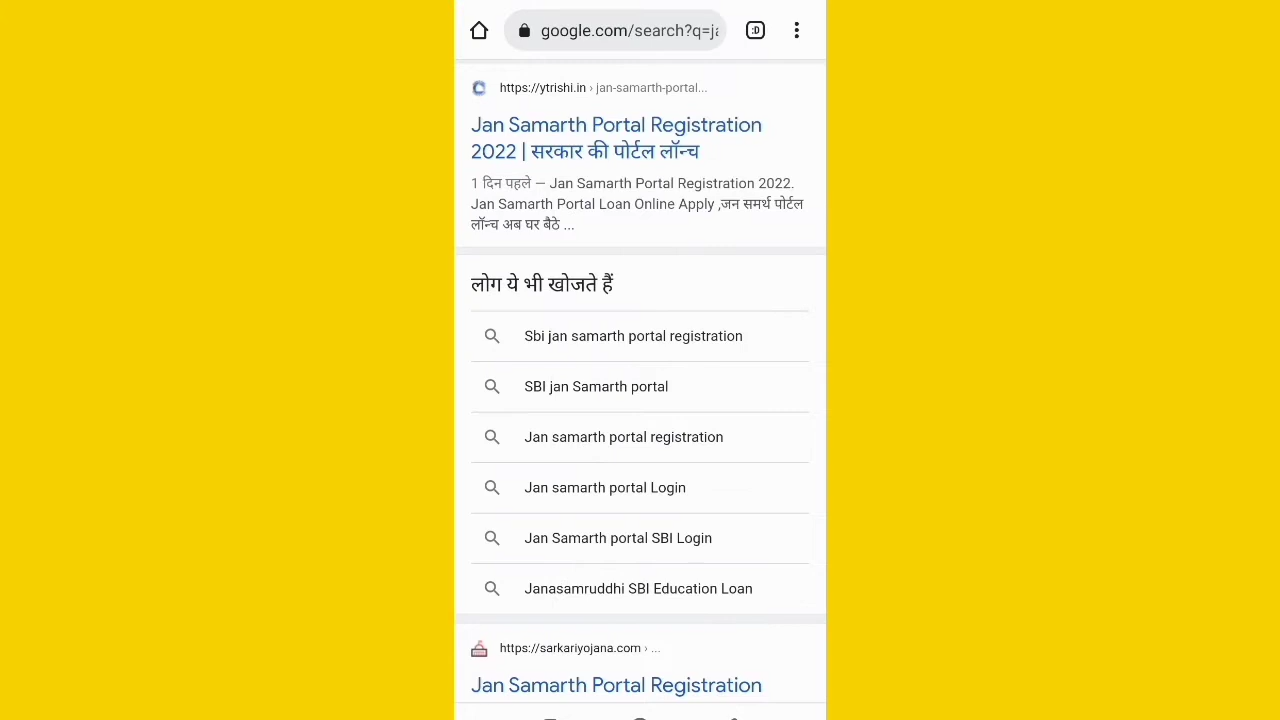 google.com/search?q=ja
:D
https://ytrishi.in › jan-samarth-portal...
Jan Samarth Portal Registration
2022 | सरकार की पोर्टल लॉन्च
1 दिन पहले — Jan Samarth Portal Registration 2022.
Jan Samarth Portal Loan Online Apply ,जन समर्थ पोर्टल
लॉन्च अब घर बैठे ...
लोग ये भी खोजते हैं
Sbi jan samarth portal registration
SBI jan Samarth portal
Jan samarth portal registration
Jan samarth portal Login
Jan Samarth portal SBI Login
Janasamruddhi SBI Education Loan
https://sarkariyojana.com › ...
Jan Samarth Portal Registration